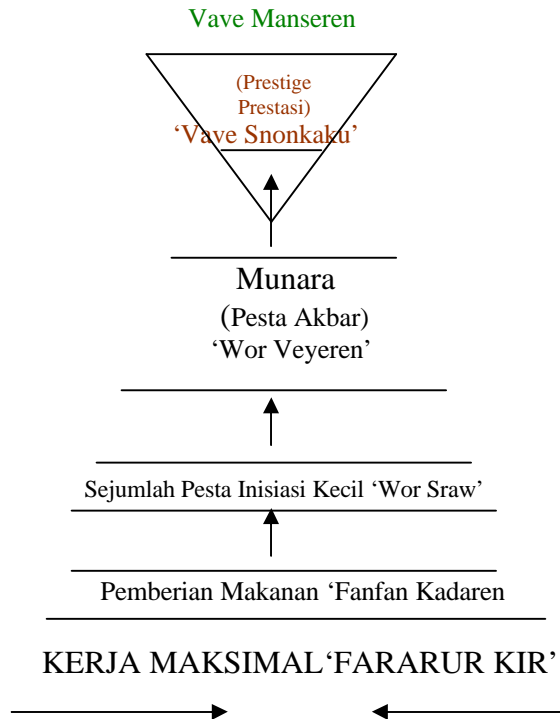 Vave Manseren
(Prestige
Prestasi)
‘Vave Snonkaku’
Munara
(Pesta Akbar)
‘Wor Veyeren’
Sejumlah Pesta Inisiasi Kecil ‘Wor Sraw’
Pemberian Makanan ‘Fanfan Kadaren
KERJA MAKSIMAL‘FARARUR KIR’